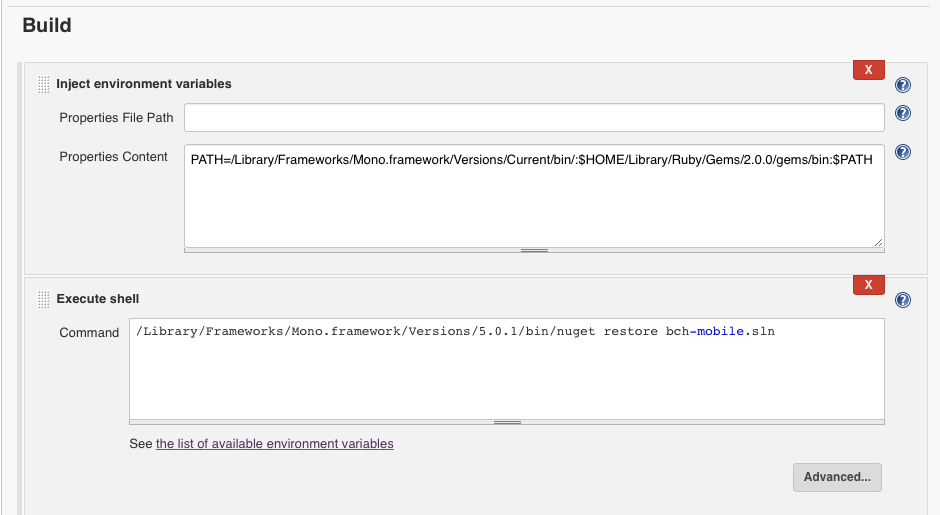 Build
X
Inject environment variables
?
Properties File Path
?
Properties Content
?
PATH=/Library/Frameworks/Mono.framework/Versions/Current/bin/:$HOME/Library/Ruby/Gems/2.0.0/gems/bin:$PATH
X
Execute shell
?
Command
/Library/Frameworks/Mono.framework/Versions/5.0.1/bin/nuget restore bch-mobile.sln
See the list of available environment variables
Advanced...